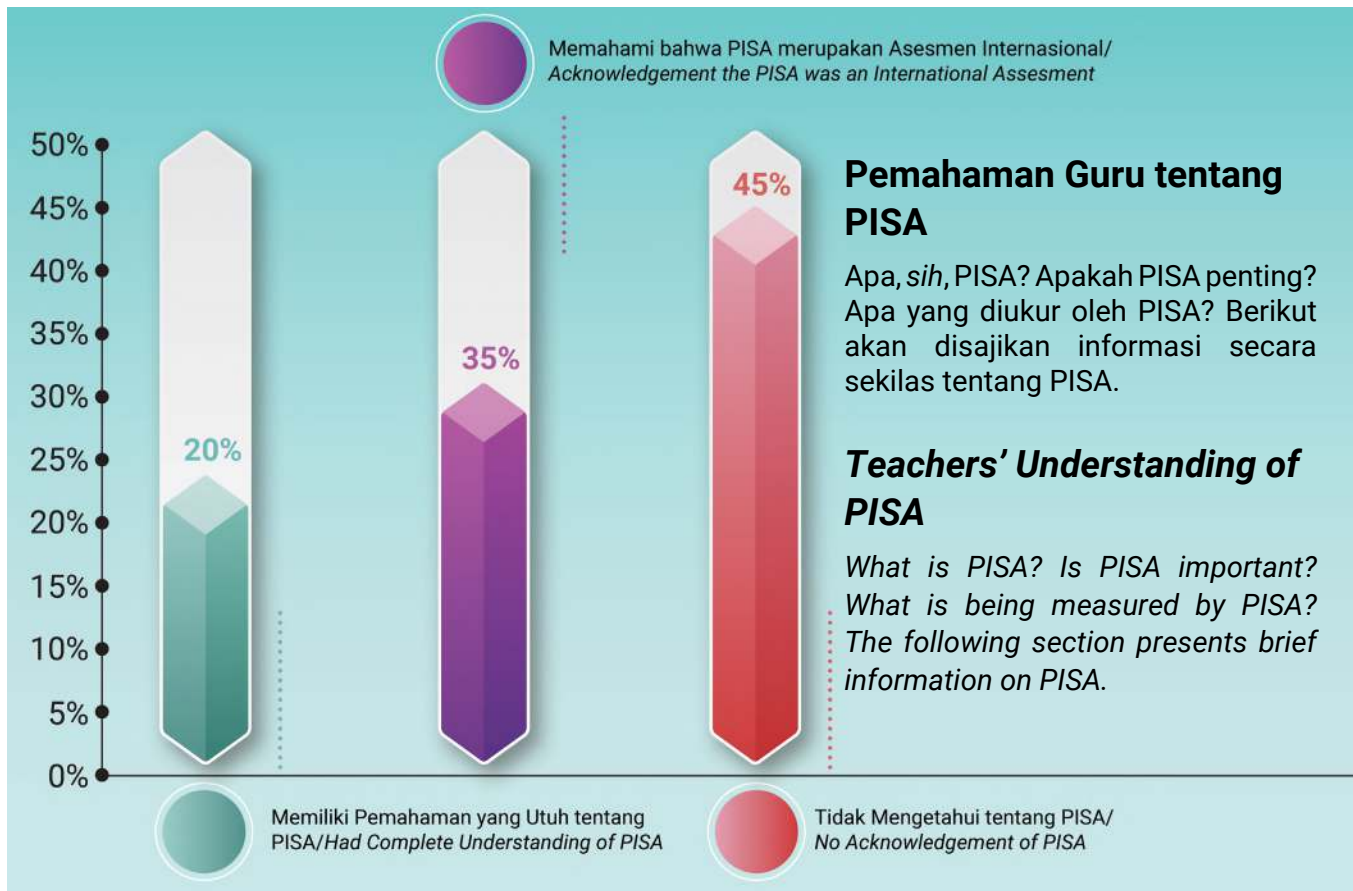 Memahami bahwa PISA merupakan Asesmen Internasional/
Acknowledgement the PISA was an International Assesment
50%
45%
40%
35%
30%
25%
20%
15%
10%
5%
0%
20%
35%
45%
Pemahaman Guru tentang
PISA
Apa, sih, PISA? Apakah PISA penting?
Apa yang diukur oleh PISA? Berikut
akan disajikan informasi secara
sekilas tentang PISA.
Teachers’ Understanding of
PISA
What is PISA? Is PISA important?
What is being measured by PISA?
The following section presents brief
information on PISA.
Memiliki Pemahaman yang Utuh tentang
PISA/Had Complete Understanding of PISA
Tidak Mengetahui tentang PISA/
No Acknowledgement of PISA